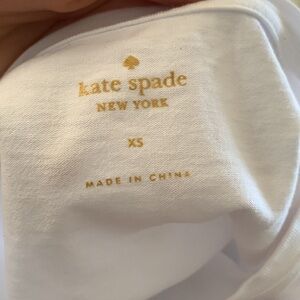 kate spade
NEW YORK
XS
MADE IN CHINA